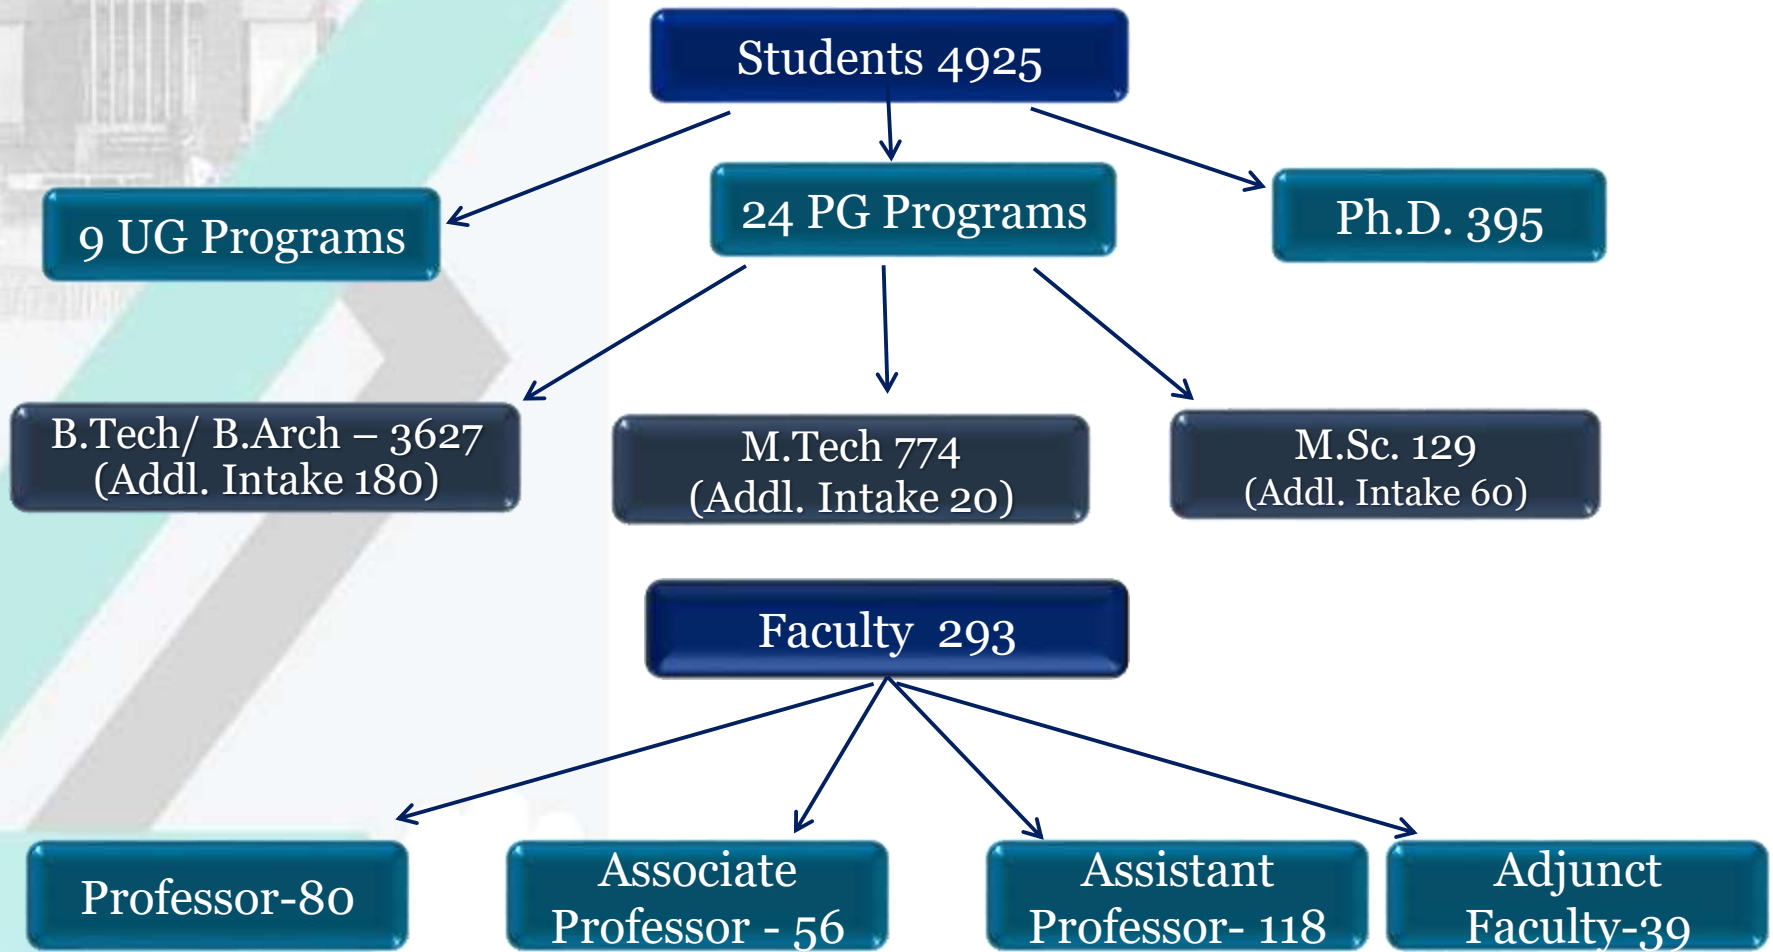 Students 4925
9 UG Programs
24 PG Programs
Ph.D. 395
B.Tech/ B.Arch – 3627
(Addl. Intake 180)
M.Tech 774
(Addl. Intake 20)
M.Sc. 129
(Addl. Intake 60)
Faculty 293
Professor-80
Associate
Professor - 56
Assistant
Professor- 118
Adjunct
Faculty-39